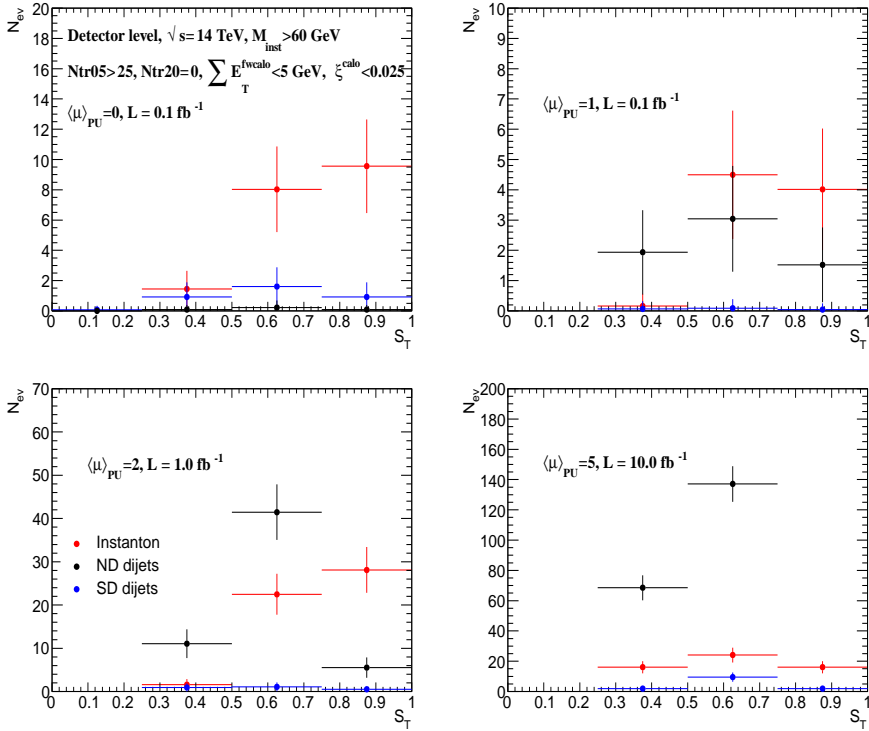 N_ev
20
18
16
14
12
10
8
6
4
2
0
Detector level, √ s= 14 TeV, M_inst >60 GeV
Ntr05>25, Ntr20=0, ∑ E_T^fwcalo <5 GeV, ξ^calo <0.025
⟨μ⟩_PU =0, L = 0.1 fb^-1
0 0.1 0.2 0.3 0.4 0.5 0.6 0.7 0.8 0.9 1
S_T
N_ev
10
9
8
7
6
5
4
3
2
1
0
⟨μ⟩_PU =1, L = 0.1 fb^-1
0 0.1 0.2 0.3 0.4 0.5 0.6 0.7 0.8 0.9 1
S_T
N_ev
70
60
50
40
30
20
10
0
⟨μ⟩_PU =2, L = 1.0 fb^-1
Instanton
ND dijets
SD dijets
0 0.1 0.2 0.3 0.4 0.5 0.6 0.7 0.8 0.9 1
S_T
N_ev
200
180
160
140
120
100
80
60
40
20
0
⟨μ⟩_PU =5, L = 10.0 fb^-1
0 0.1 0.2 0.3 0.4 0.5 0.6 0.7 0.8 0.9 1
S_T